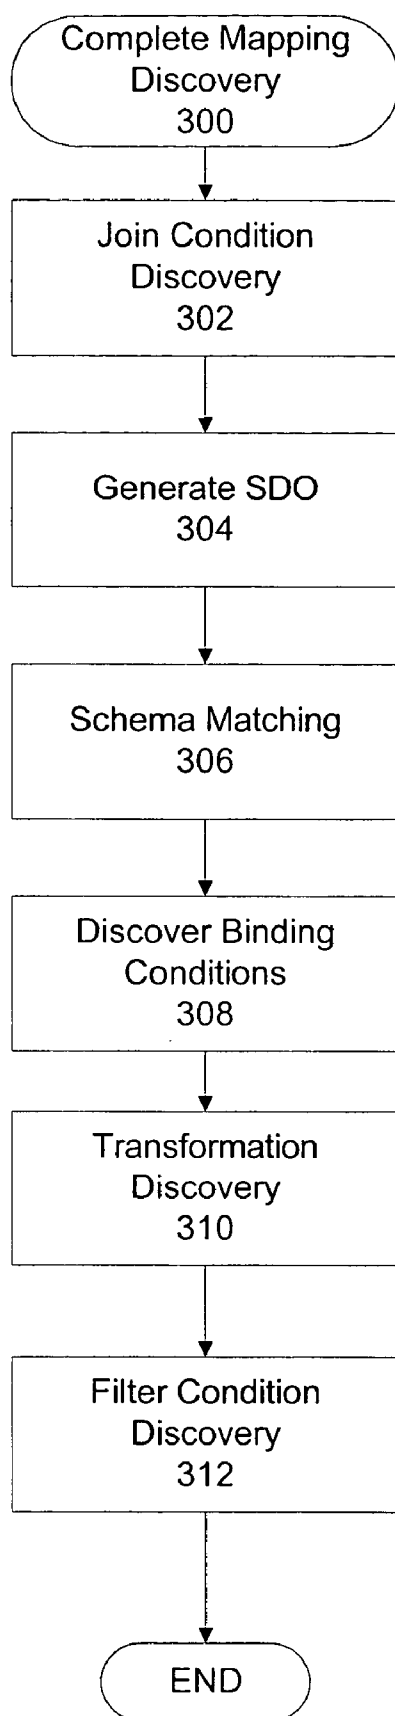 Complete Mapping
Discovery
300
Join Condition
Discovery
302
Generate SDO
304
Schema Matching
306
Discover Binding
Conditions
308
Transformation
Discovery
310
Filter Condition
Discovery
312
END